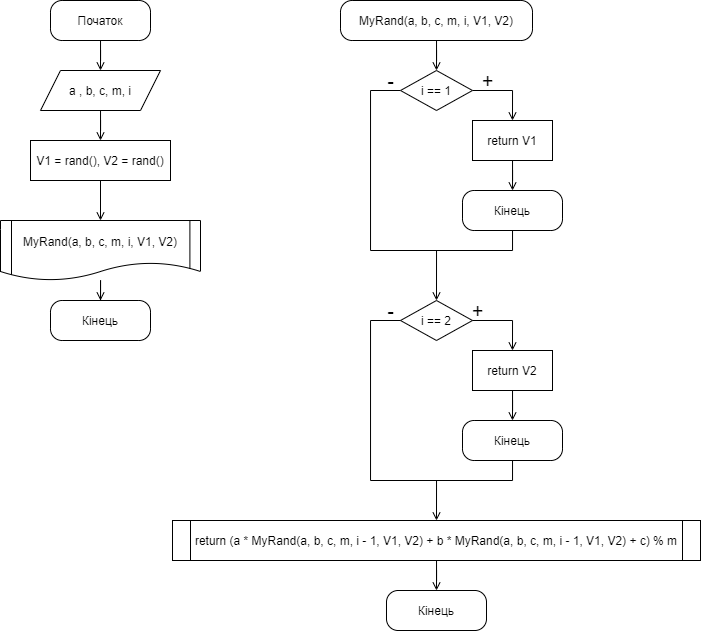 Початок
a , b, c, m, i
V1 = rand(), V2 = rand()
MyRand(a, b, c, m, i, V1, V2)
Кінець
MyRand(a, b, c, m, i, V1, V2)
- +
i == 1
return V1
Кінець
- +
i == 2
return V2
Кінець
return (a * MyRand(a, b, c, m, i - 1, V1, V2) + b * MyRand(a, b, c, m, i - 1, V1, V2) + c) % m
Кінець